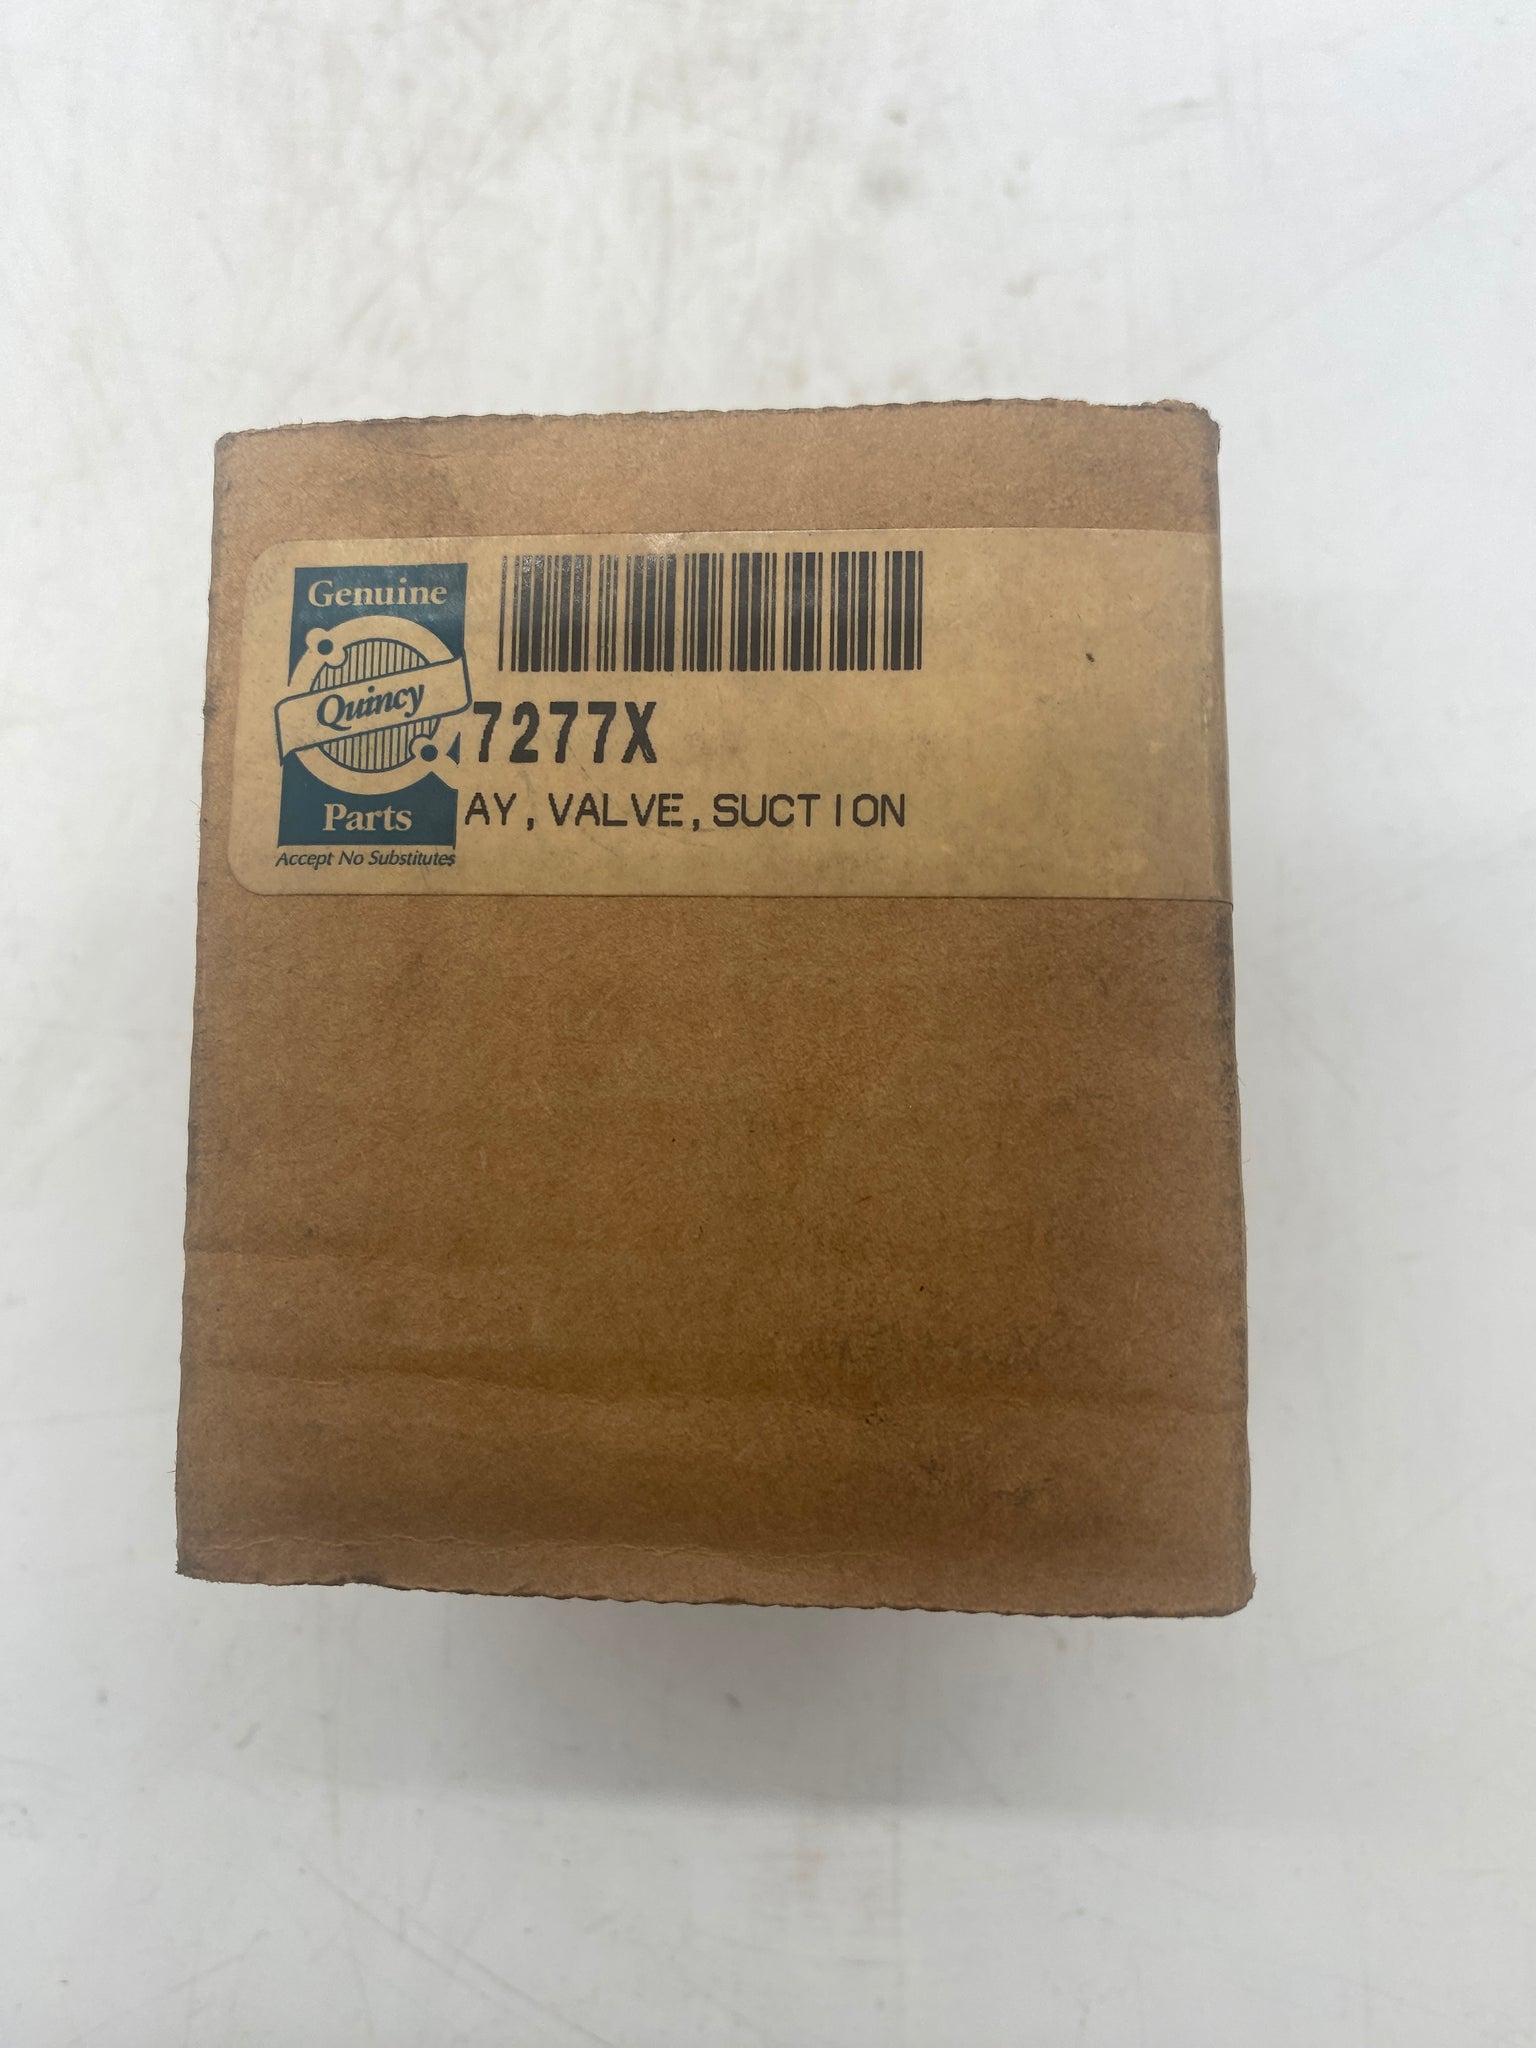 Genuine
Quincy
Parts
Accept No Substitutes
7277X
AY,VALVE,SUCTION